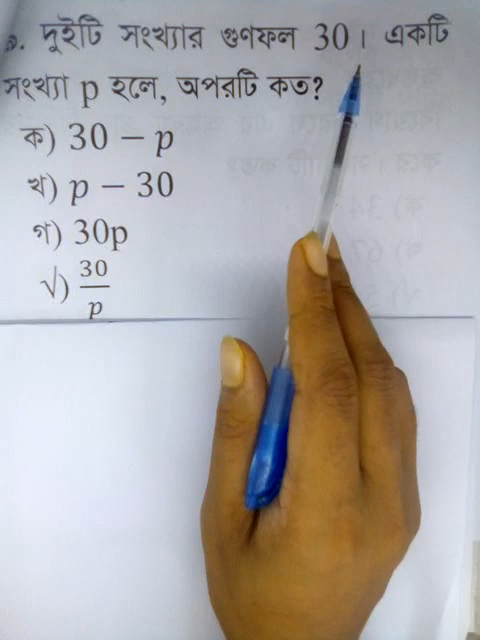 ৯. দুইটি সংখ্যার গুণফল 30। একটি
সংখ্যা p হলে, অপরটি কত?
ক) 30 – p
খ) p – 30
গ) 30p
√) 30/p